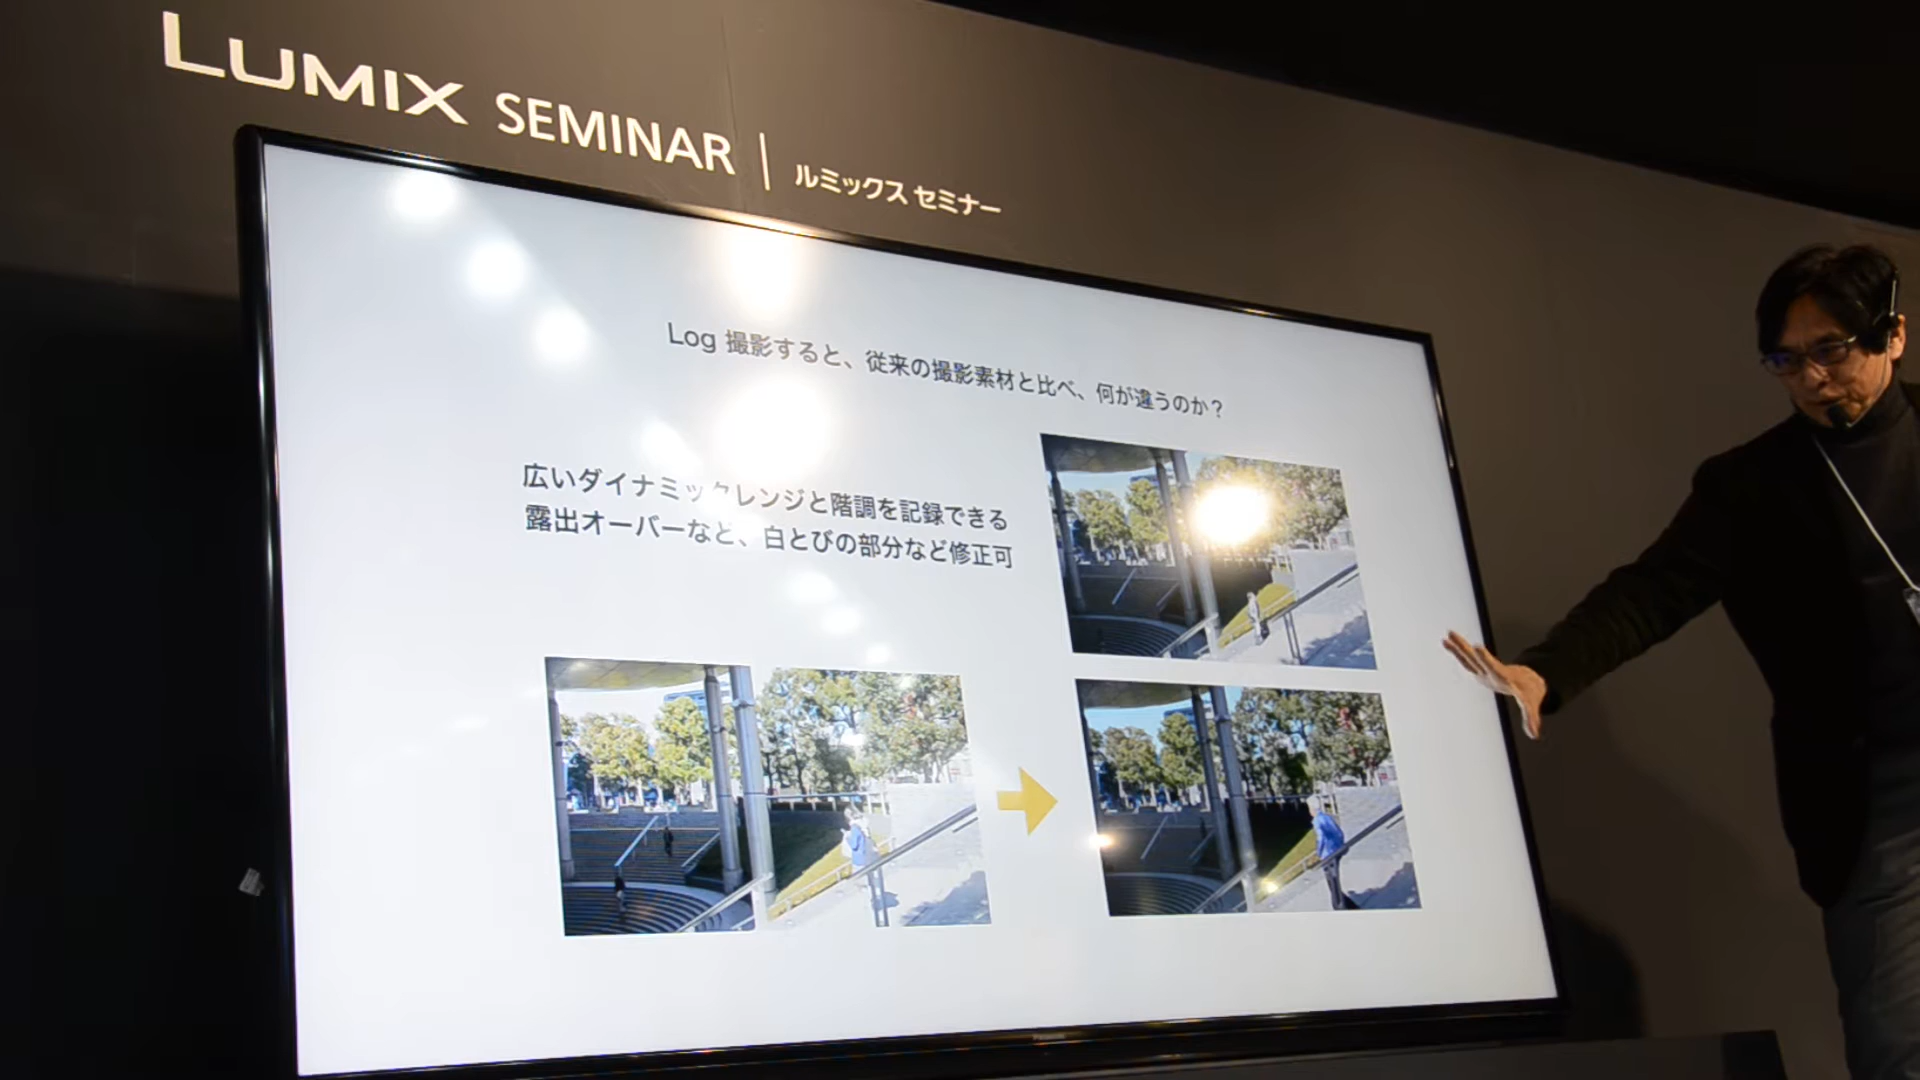 LUMIX SEMINAR | ルミックス セミナー
Log 撮影すると、従来の撮影素材と比べ、何が違うのか？
広いダイナミックレンジと階調を記録できる
露出オーバーなど、白とびの部分など修正可